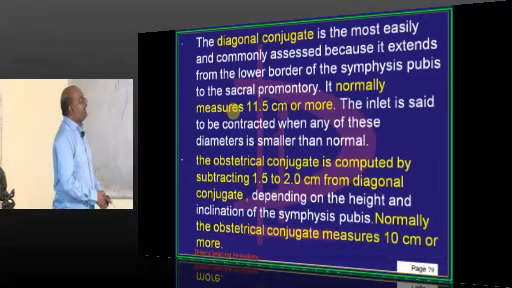 The diagonal conjugate is the most easily
and commonly assessed because it extends
from the lower border of the symphysis pubis
to the sacral promontory. It normally
measures 11.5 cm or more. The inlet is said
to be contracted when any of these
diameters is smaller than normal.
the obstetrical conjugate is computed by
subtracting 1.5 to 2.0 cm from diagonal
conjugate , depending on the height and
inclination of the symphysis pubis.Normally
the obstetrical conjugate measures 10 cm or
more.
Page 79